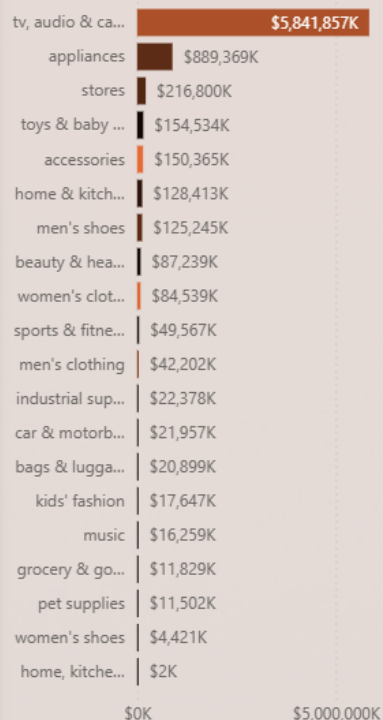 tv, audio & ca... $5,841,857K
appliances $889,369K
stores $216,800K
toys & baby ... $154,534K
accessories $150,365K
home & kitch... $128,413K
men's shoes $125,245K
beauty & hea... $87,239K
women's clot... $84,539K
sports & fitne... $49,567K
men's clothing $42,202K
industrial sup... $22,378K
car & motorb... $21,957K
bags & lugga... $20,899K
kids' fashion $17,647K
music $16,259K
grocery & go... $11,829K
pet supplies $11,502K
women's shoes $4,421K
home, kitche... $2K
$0K $5,000,000K